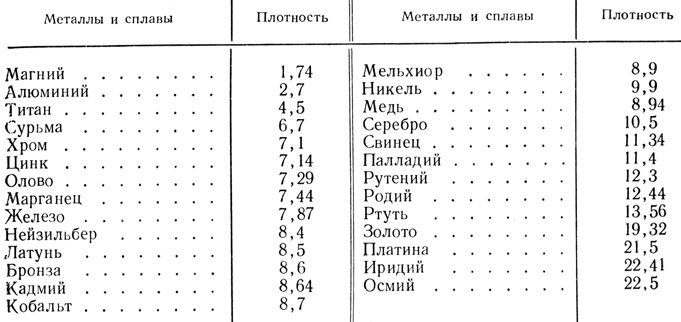 Металлы и сплавы Плотность
Магний . . . . . . . . 1,74
Алюминий . . . . . . . 2,7
Титан . . . . . . . . . 4,5
Сурьма . . . . . . . . 6,7
Хром . . . . . . . . . 7,1
Цинк . . . . . . . . . 7,14
Олово . . . . . . . . . 7,29
Марганец . . . . . . . 7,44
Железо . . . . . . . . 7,87
Нейзильбер . . . . . . 8,4
Латунь . . . . . . . . 8,5
Бронза . . . . . . . . 8,6
Кадмий . . . . . . . . 8,64
Кобальт . . . . . . . . 8,7
Металлы и сплавы Плотность
Мельхиор . . . . . . 8,9
Никель . . . . . . . . 9,9
Медь . . . . . . . . . 8,94
Серебро . . . . . . . 10,5
Свинец . . . . . . . . 11,34
Палладий . . . . . . . 11,4
Рутений . . . . . . . 12,3
Родий . . . . . . . . 12,44
Ртуть . . . . . . . . 13,56
Золото . . . . . . . . 19,32
Платина . . . . . . . 21,5
Иридий . . . . . . . . 22,41
Осмий . . . . . . . . 22,5